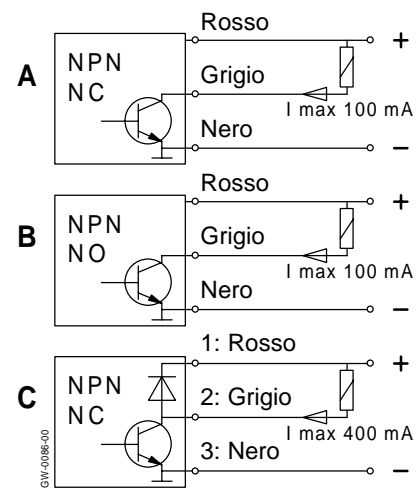 Rosso
+
A
NPN
NC
Grigio
I max 100 mA
Nero
–
Rosso
+
B
NPN
NO
Grigio
I max 100 mA
Nero
–
1: Rosso
+
C
NPN
NC
2: Grigio
I max 400 mA
3: Nero
–
GW-0086-00